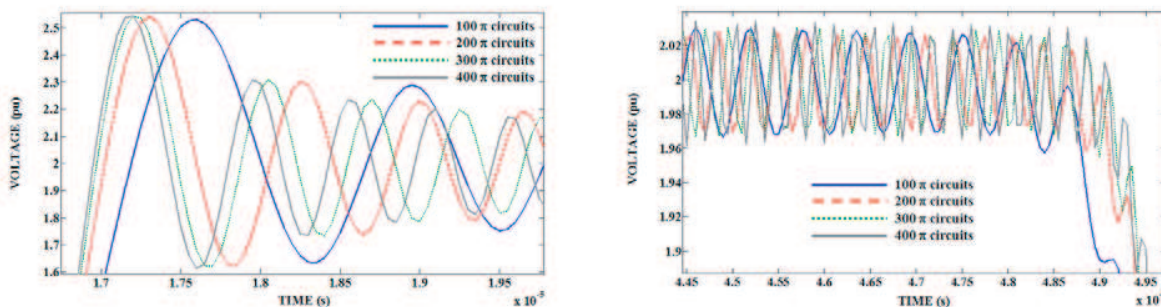 2.5
2.4
2.3
2.2
2.1
2
1.9
1.8
1.7
1.6
VOLTAGE (pu)
100 π circuits
200 π circuits
300 π circuits
400 π circuits
1.7
1.75
1.8
1.85
1.9
1.95
TIME (s)
x 10⁻⁵
2.02
2
1.98
1.96
1.94
1.92
1.9
VOLTAGE (pu)
100 π circuits
200 π circuits
300 π circuits
400 π circuits
4.45
4.5
4.55
4.6
4.65
4.7
4.75
4.8
4.85
4.9
4.95
TIME (s)